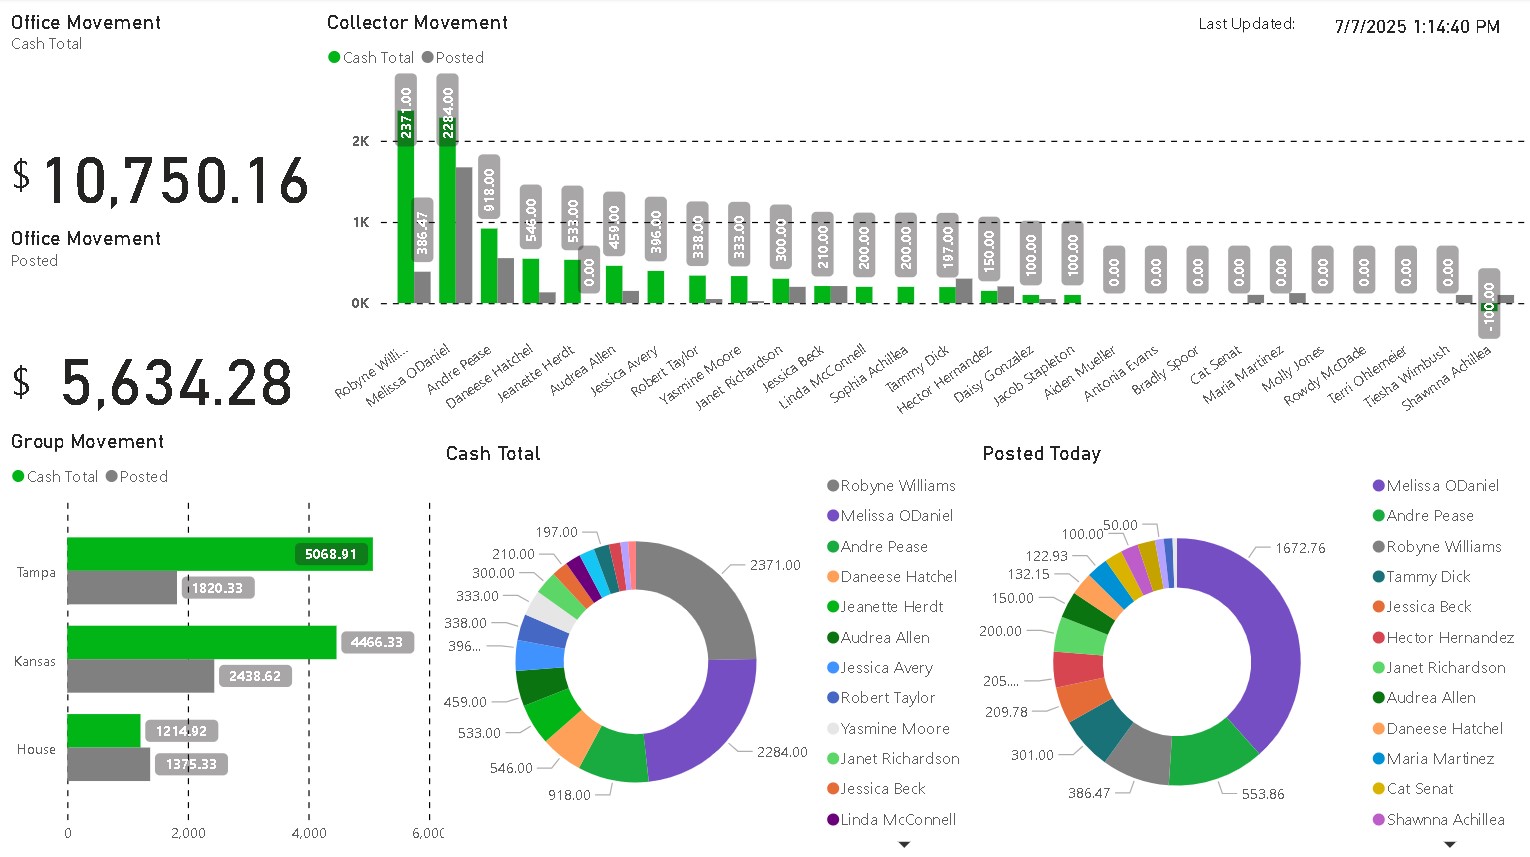 Office Movement
Cash Total
$ 10,750.16
Office Movement
Posted
$ 5,634.28
Collector Movement
Cash Total Posted
Last Updated: 7/7/2025 1:14:40 PM
2K
1K
0K
2371.00
386.47
2284.00
918.00
546.00
533.00
0.00
459.00
396.00
338.00
333.00
300.00
210.00
200.00
200.00
197.00
150.00
100.00
100.00
0.00
0.00
0.00
0.00
0.00
0.00
0.00
0.00
0.00
-100.00
Robyne Willi...
Melissa ODaniel
Andre Pease
Daneese Hatchel
Jeanette Herdt
Audrea Allen
Jessica Avery
Robert Taylor
Yasmine Moore
Janet Richardson
Jessica Beck
Linda McConnell
Sophia Achillea
Tammy Dick
Hector Hernandez
Daisy Gonzalez
Jacob Stapleton
Aiden Mueller
Antonia Evans
Bradly Spoor
Cat Senat
Maria Martinez
Molly Jones
Rowdy McDade
Terri Ohlemeier
Tiesha Wimbush
Shawnna Achillea
Group Movement
Cash Total Posted
Tampa
5068.91
1820.33
Kansas
4466.33
2438.62
House
1214.92
1375.33
0 2,000 4,000 6,000
Cash Total
197.00
210.00
300.00
333.00
338.00
396...
459.00
533.00
546.00
918.00
2371.00
2284.00
Robyne Williams
Melissa ODaniel
Andre Pease
Daneese Hatchel
Jeanette Herdt
Audrea Allen
Jessica Avery
Robert Taylor
Yasmine Moore
Janet Richardson
Jessica Beck
Linda McConnell
Posted Today
50.00
100.00
122.93
132.15
150.00
200.00
205....
209.78
301.00
386.47
553.86
1672.76
Melissa ODaniel
Andre Pease
Robyne Williams
Tammy Dick
Jessica Beck
Hector Hernandez
Janet Richardson
Audrea Allen
Daneese Hatchel
Maria Martinez
Cat Senat
Shawnna Achillea